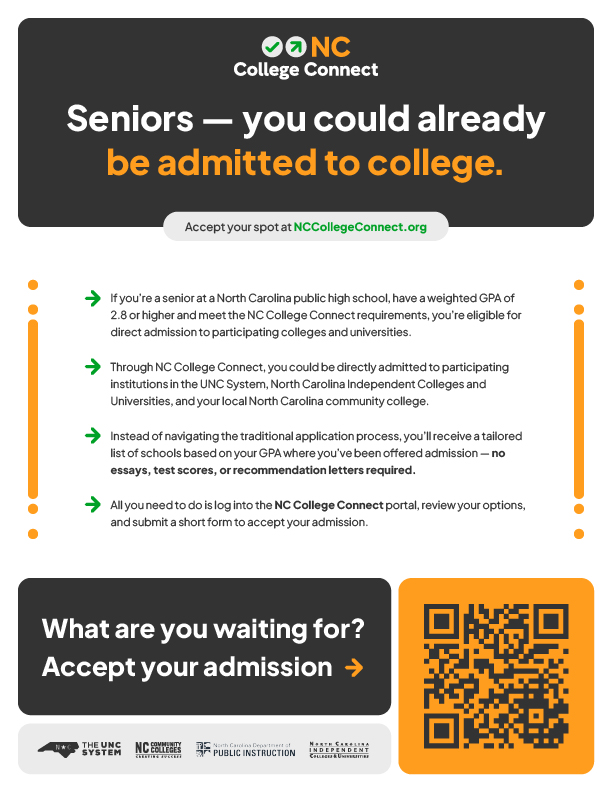 NC
College Connect
Seniors — you could already
be admitted to college.
Accept your spot at NCCollegeConnect.org
If you're a senior at a North Carolina public high school, have a weighted GPA of
2.8 or higher and meet the NC College Connect requirements, you're eligible for
direct admission to participating colleges and universities.
Through NC College Connect, you could be directly admitted to participating
institutions in the UNC System, North Carolina Independent Colleges and
Universities, and your local North Carolina community college.
Instead of navigating the traditional application process, you'll receive a tailored
list of schools based on your GPA where you've been offered admission — no
essays, test scores, or recommendation letters required.
All you need to do is log into the NC College Connect portal, review your options,
and submit a short form to accept your admission.
What are you waiting for?
Accept your admission
N★C
THE UNC
SYSTEM
NC COMMUNITY
COLLEGES
CREATING SUCCESS
North Carolina Department of
PUBLIC INSTRUCTION
North Carolina
Independent
Colleges & Universities